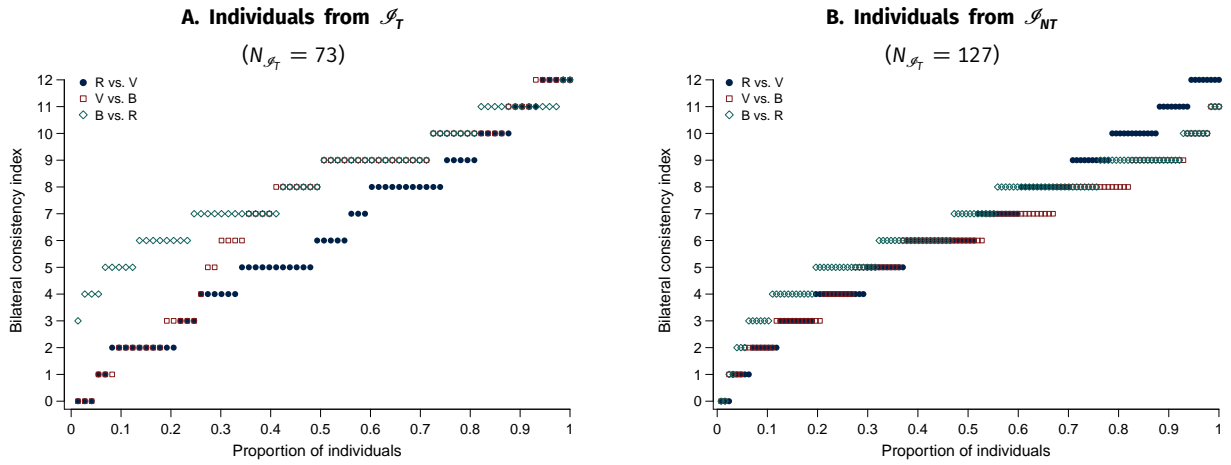 A. Individuals from ℐ_T
(N_ℐ_T = 73)
Bilateral consistency index
12
11
10
9
8
7
6
5
4
3
2
1
0
R vs. V
V vs. B
B vs. R
0 0.1 0.2 0.3 0.4 0.5 0.6 0.7 0.8 0.9 1
Proportion of individuals
B. Individuals from ℐ_NT
(N_ℐ_T = 127)
Bilateral consistency index
12
11
10
9
8
7
6
5
4
3
2
1
0
R vs. V
V vs. B
B vs. R
0 0.1 0.2 0.3 0.4 0.5 0.6 0.7 0.8 0.9 1
Proportion of individuals